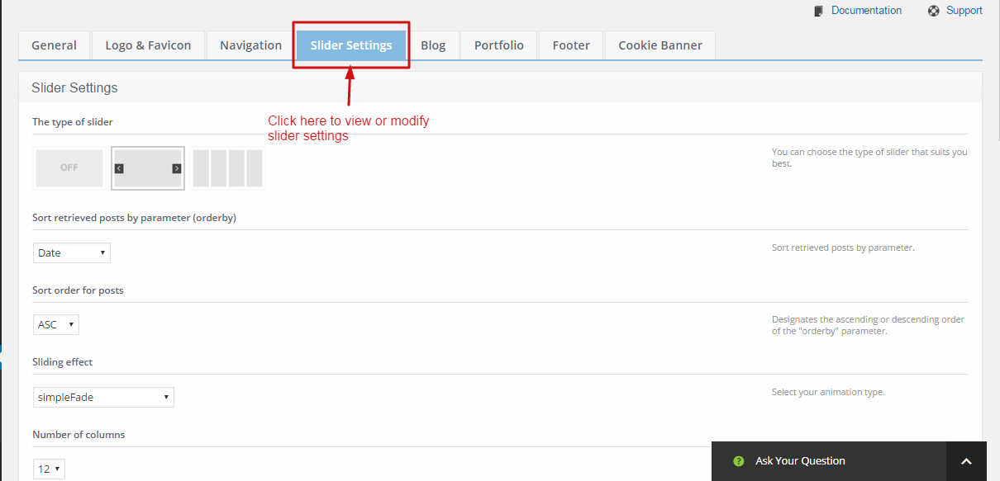 Documentation Support
General Logo & Favicon Navigation Slider Settings Blog Portfolio Footer Cookie Banner
Slider Settings
The type of slider
Click here to view or modify
slider settings
OFF
You can choose the type of slider that suits you
best.
Sort retrieved posts by parameter (orderby)
Date
Sort retrieved posts by parameter.
Sort order for posts
ASC
Designates the ascending or descending order
of the "orderby" parameter.
Sliding effect
simpleFade
Select your animation type.
Number of columns
12
? Ask Your Question